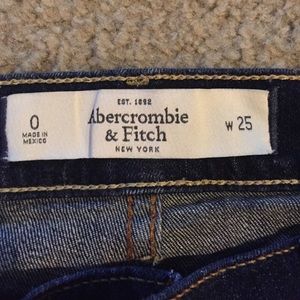 EST. 1892
0
MADE IN
MEXICO
Abercrombie
& Fitch
NEW YORK
W 25